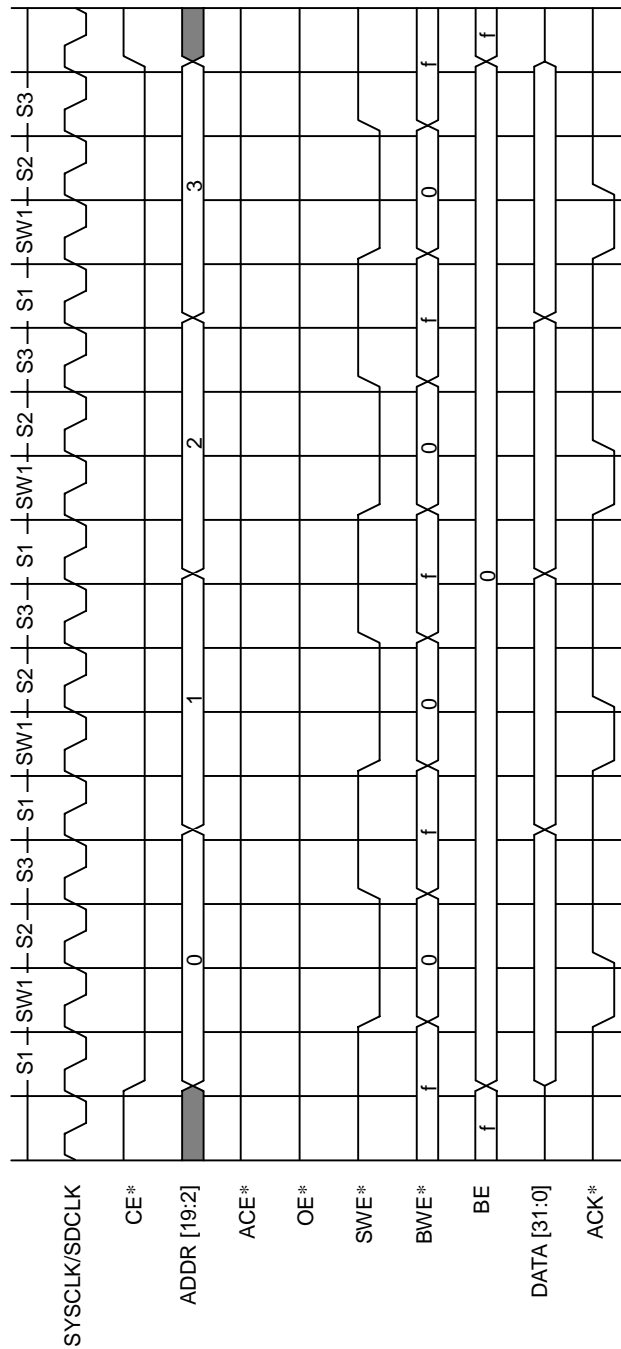 S1 SW1 S2 S3 S1 SW1 S2 S3 S1 SW1 S2 S3 S1 SW1 S2 S3
SYSCLK/SDCLK
CE*
ADDR [19:2] 0 1 2 3
ACE*
OE*
SWE*
BWE* f 0 f 0 f 0 f 0 f
BE f 0 f
DATA [31:0]
ACK*